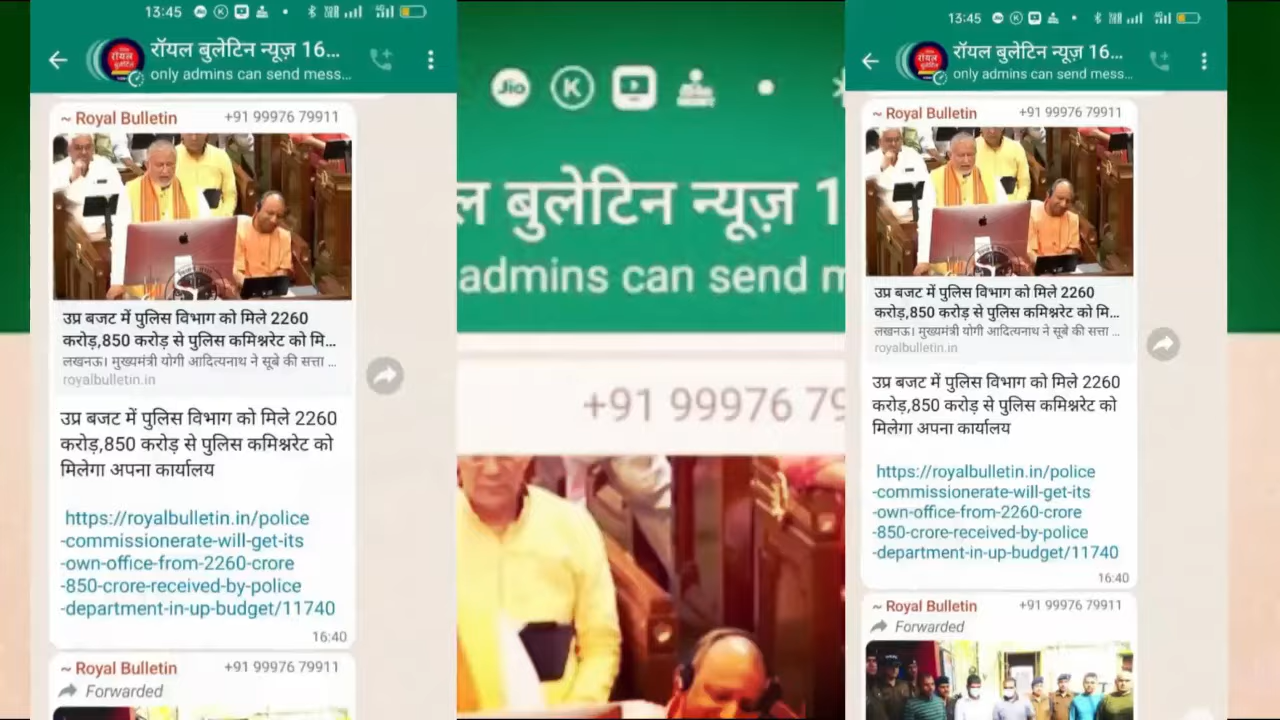 13:45
रॉयल बुलेटिन न्यूज़ 16...
only admins can send mess...
~ Royal Bulletin +91 99976 79911
उप्र बजट में पुलिस विभाग को मिले 2260
करोड़,850 करोड़ से पुलिस कमिश्नरेट को मि...
लखनऊ। मुख्यमंत्री योगी आदित्यनाथ ने सूबे की सत्ता ...
royalbulletin.in
उप्र बजट में पुलिस विभाग को मिले 2260
करोड़,850 करोड़ से पुलिस कमिश्नरेट को
मिलेगा अपना कार्यालय
https://royalbulletin.in/police
-commissionerate-will-get-its
-own-office-from-2260-crore
-850-crore-received-by-police
-department-in-up-budget/11740
16:40
~ Royal Bulletin +91 99976 79911
Forwarded
Jio K
ल बुलेटिन न्यूज़ 1
admins can send m
+91 99976 79
13:45
रॉयल बुलेटिन न्यूज़ 16...
only admins can send mess...
~ Royal Bulletin +91 99976 79911
उप्र बजट में पुलिस विभाग को मिले 2260
करोड़,850 करोड़ से पुलिस कमिश्नरेट को मि...
लखनऊ। मुख्यमंत्री योगी आदित्यनाथ ने सूबे की सत्ता ...
royalbulletin.in
उप्र बजट में पुलिस विभाग को मिले 2260
करोड़,850 करोड़ से पुलिस कमिश्नरेट को
मिलेगा अपना कार्यालय
https://royalbulletin.in/police
-commissionerate-will-get-its
-own-office-from-2260-crore
-850-crore-received-by-police
-department-in-up-budget/11740
16:40
~ Royal Bulletin +91 99976 79911
Forwarded